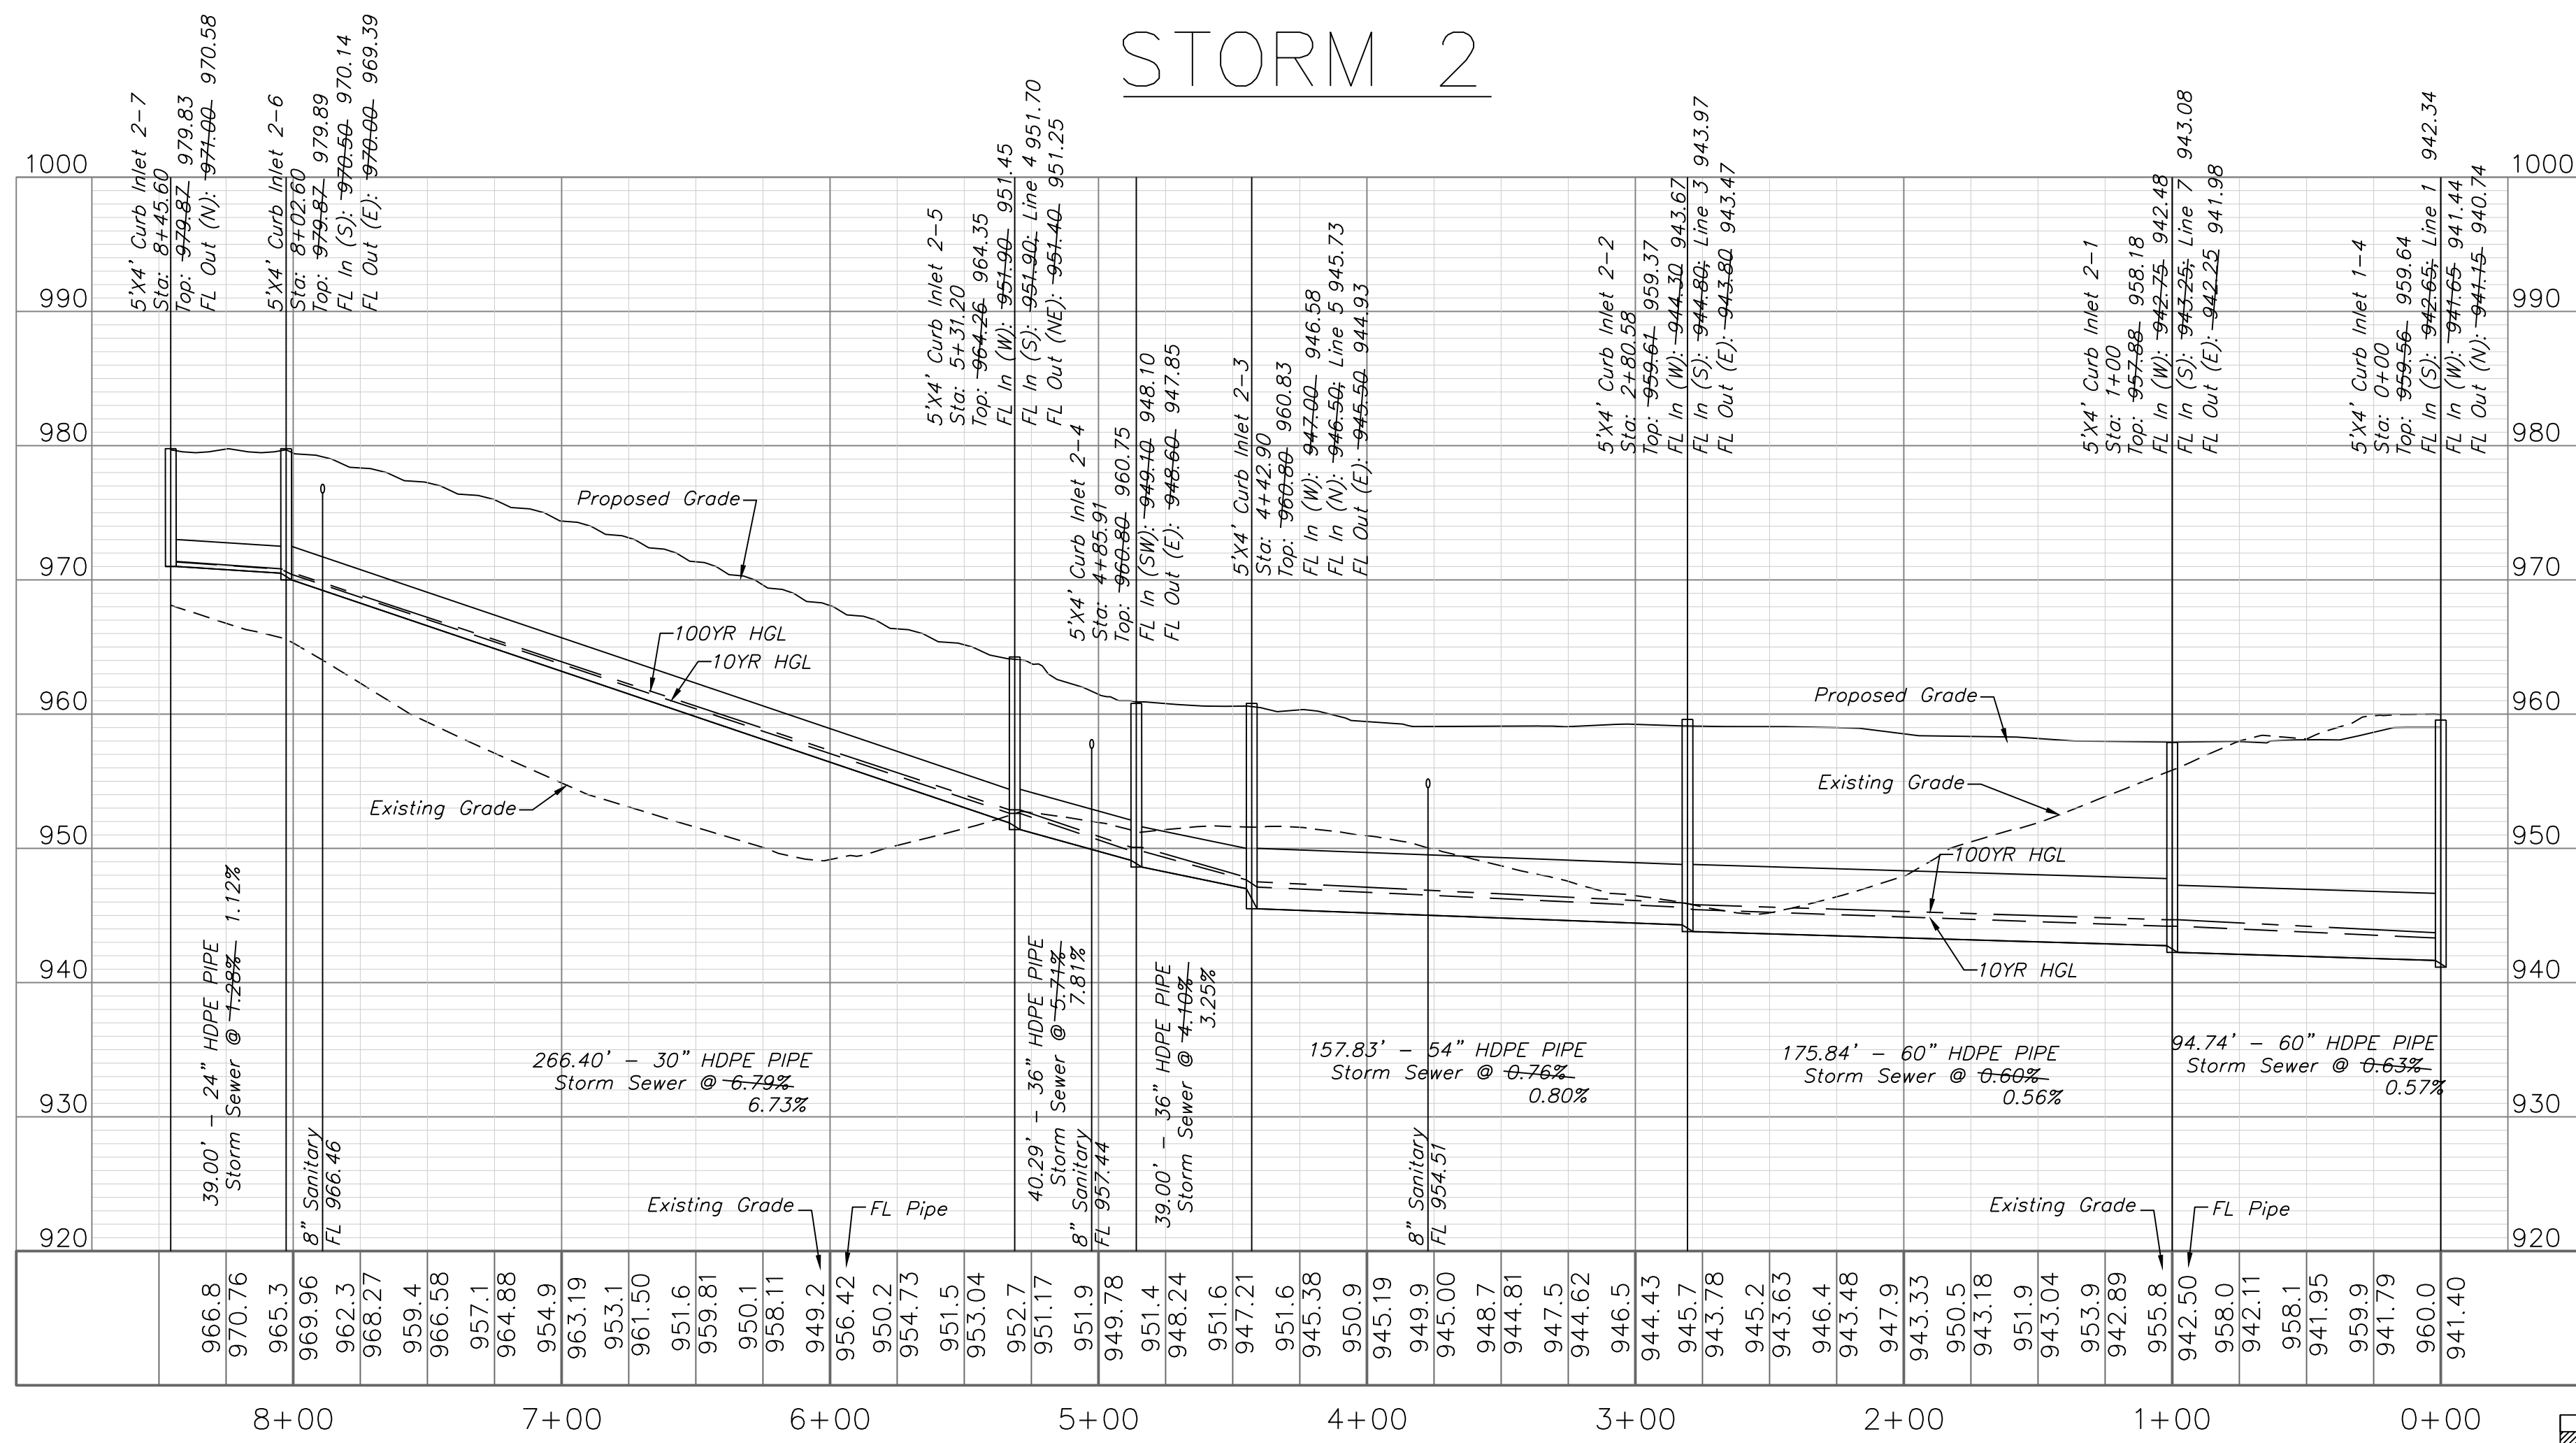 STORM 2
5'X4' Curb Inlet 2-7
Sta: 8+45.60
Top: 979.87 979.83
FL Out (N): 971.00 970.58
5'X4' Curb Inlet 2-6
Sta: 8+02.60
Top: 979.87 979.89
FL In (S): 970.50 970.14
FL Out (E): 970.00 969.39
5'X4' Curb Inlet 2-5
Sta: 5+31.20
Top: 964.26 964.35
FL In (W): 951.90 951.45
FL In (S): 951.90; Line 4 951.70
FL Out (NE): 951.40 951.25
5'X4' Curb Inlet 2-4
Sta: 4+85.91
Top: 960.80 960.75
FL In (SW): 949.10 948.10
FL Out (E): 948.60 947.85
5'X4' Curb Inlet 2-3
Sta: 4+42.90
Top: 960.80 960.83
FL In (W): 947.00 946.58
FL In (N): 946.50; Line 5 945.73
FL Out (E): 945.50 944.93
5'X4' Curb Inlet 2-2
Sta: 2+80.58
Top: 959.61 959.37
FL In (W): 944.30 943.67
FL In (S): 944.80; Line 3 943.97
FL Out (E): 943.80 943.47
5'X4' Curb Inlet 2-1
Sta: 1+00
Top: 957.88 958.18
FL In (W): 942.75 942.48
FL In (S): 943.25; Line 7 943.08
FL Out (E): 942.25 941.98
5'X4' Curb Inlet 1-4
Sta: 0+00
Top: 959.56 959.64
FL In (S): 942.65; Line 1 942.34
FL In (W): 941.65 941.44
FL Out (N): 941.15 940.74
1000
990
980
970
960
950
940
930
920
1000
990
980
970
960
950
940
930
920
Proposed Grade
100YR HGL
10YR HGL
Existing Grade
Proposed Grade
Existing Grade
100YR HGL
10YR HGL
39.00' - 24" HDPE PIPE
Storm Sewer @ 1.28% 1.12%
8" Sanitary
FL 966.46
266.40' - 30" HDPE PIPE
Storm Sewer @ 6.79%
6.73%
40.29' - 36" HDPE PIPE
Storm Sewer @ 5.71%
7.81%
8" Sanitary
FL 957.44
39.00' - 36" HDPE PIPE
Storm Sewer @ 4.10%
3.25%
157.83' - 54" HDPE PIPE
Storm Sewer @ 0.76%
0.80%
8" Sanitary
FL 954.51
175.84' - 60" HDPE PIPE
Storm Sewer @ 0.60%
0.56%
94.74' - 60" HDPE PIPE
Storm Sewer @ 0.63%
0.57%
Existing Grade
FL Pipe
Existing Grade
FL Pipe
966.8
970.76
965.3
969.96
962.3
968.27
959.4
966.58
957.1
964.88
954.9
963.19
953.1
961.50
951.6
959.81
950.1
958.11
949.2
956.42
950.2
954.73
951.5
953.04
952.7
951.17
951.9
949.78
951.4
948.24
951.6
947.21
951.6
945.38
950.9
945.19
949.9
945.00
948.7
944.81
947.5
944.62
946.5
944.43
945.7
943.78
945.2
943.63
946.4
943.48
947.9
943.33
950.5
943.18
951.9
943.04
953.9
942.89
955.8
942.50
958.0
942.11
958.1
941.95
959.9
941.79
960.0
941.40
8+00
7+00
6+00
5+00
4+00
3+00
2+00
1+00
0+00